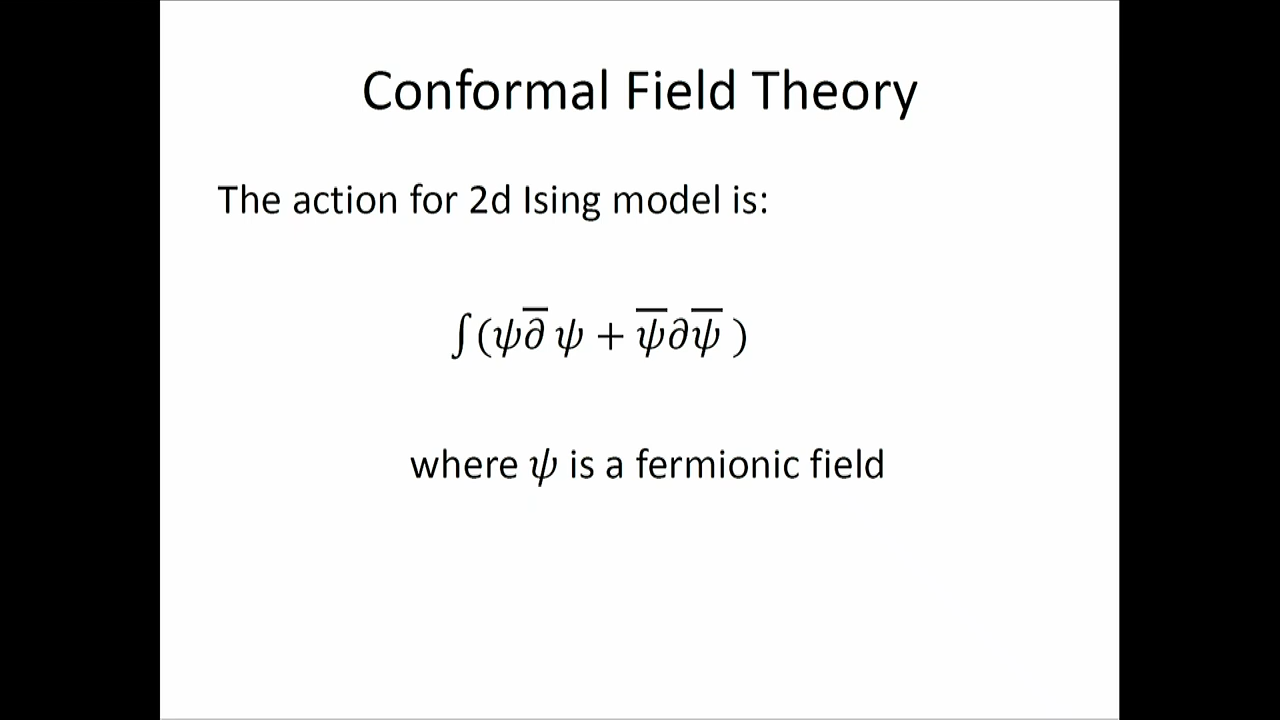 Conformal Field Theory
The action for 2d Ising model is:
∫(ψ∂̅ ψ + ψ̅∂ψ̅ )
where ψ is a fermionic field